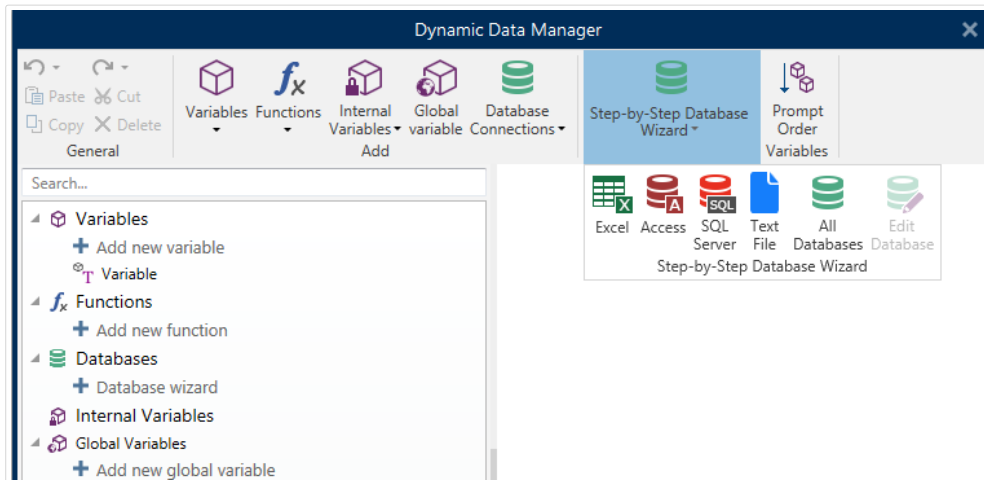 Dynamic Data Manager
Paste Cut
Copy Delete
General
Variables
Functions
Internal
Variables
Global
variable
Database
Connections
Add
Step-by-Step Database
Wizard
Prompt
Order
Variables
Search...
Variables
Add new variable
T Variable
fx Functions
Add new function
Databases
Database wizard
Internal Variables
Global Variables
Add new global variable
X
Excel
A
Access
SQL
SQL
Server
Text
File
All
Databases
Edit
Database
Step-by-Step Database Wizard